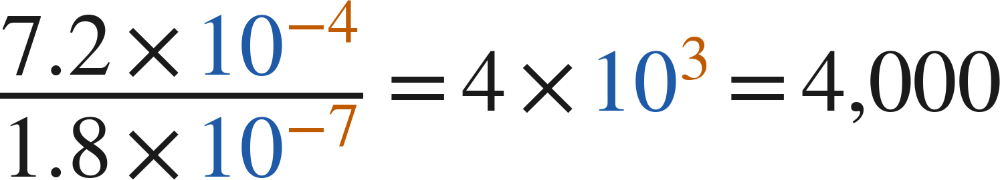 7.2 × 10⁻⁴
1.8 × 10⁻⁷
= 4 × 10³ = 4,000